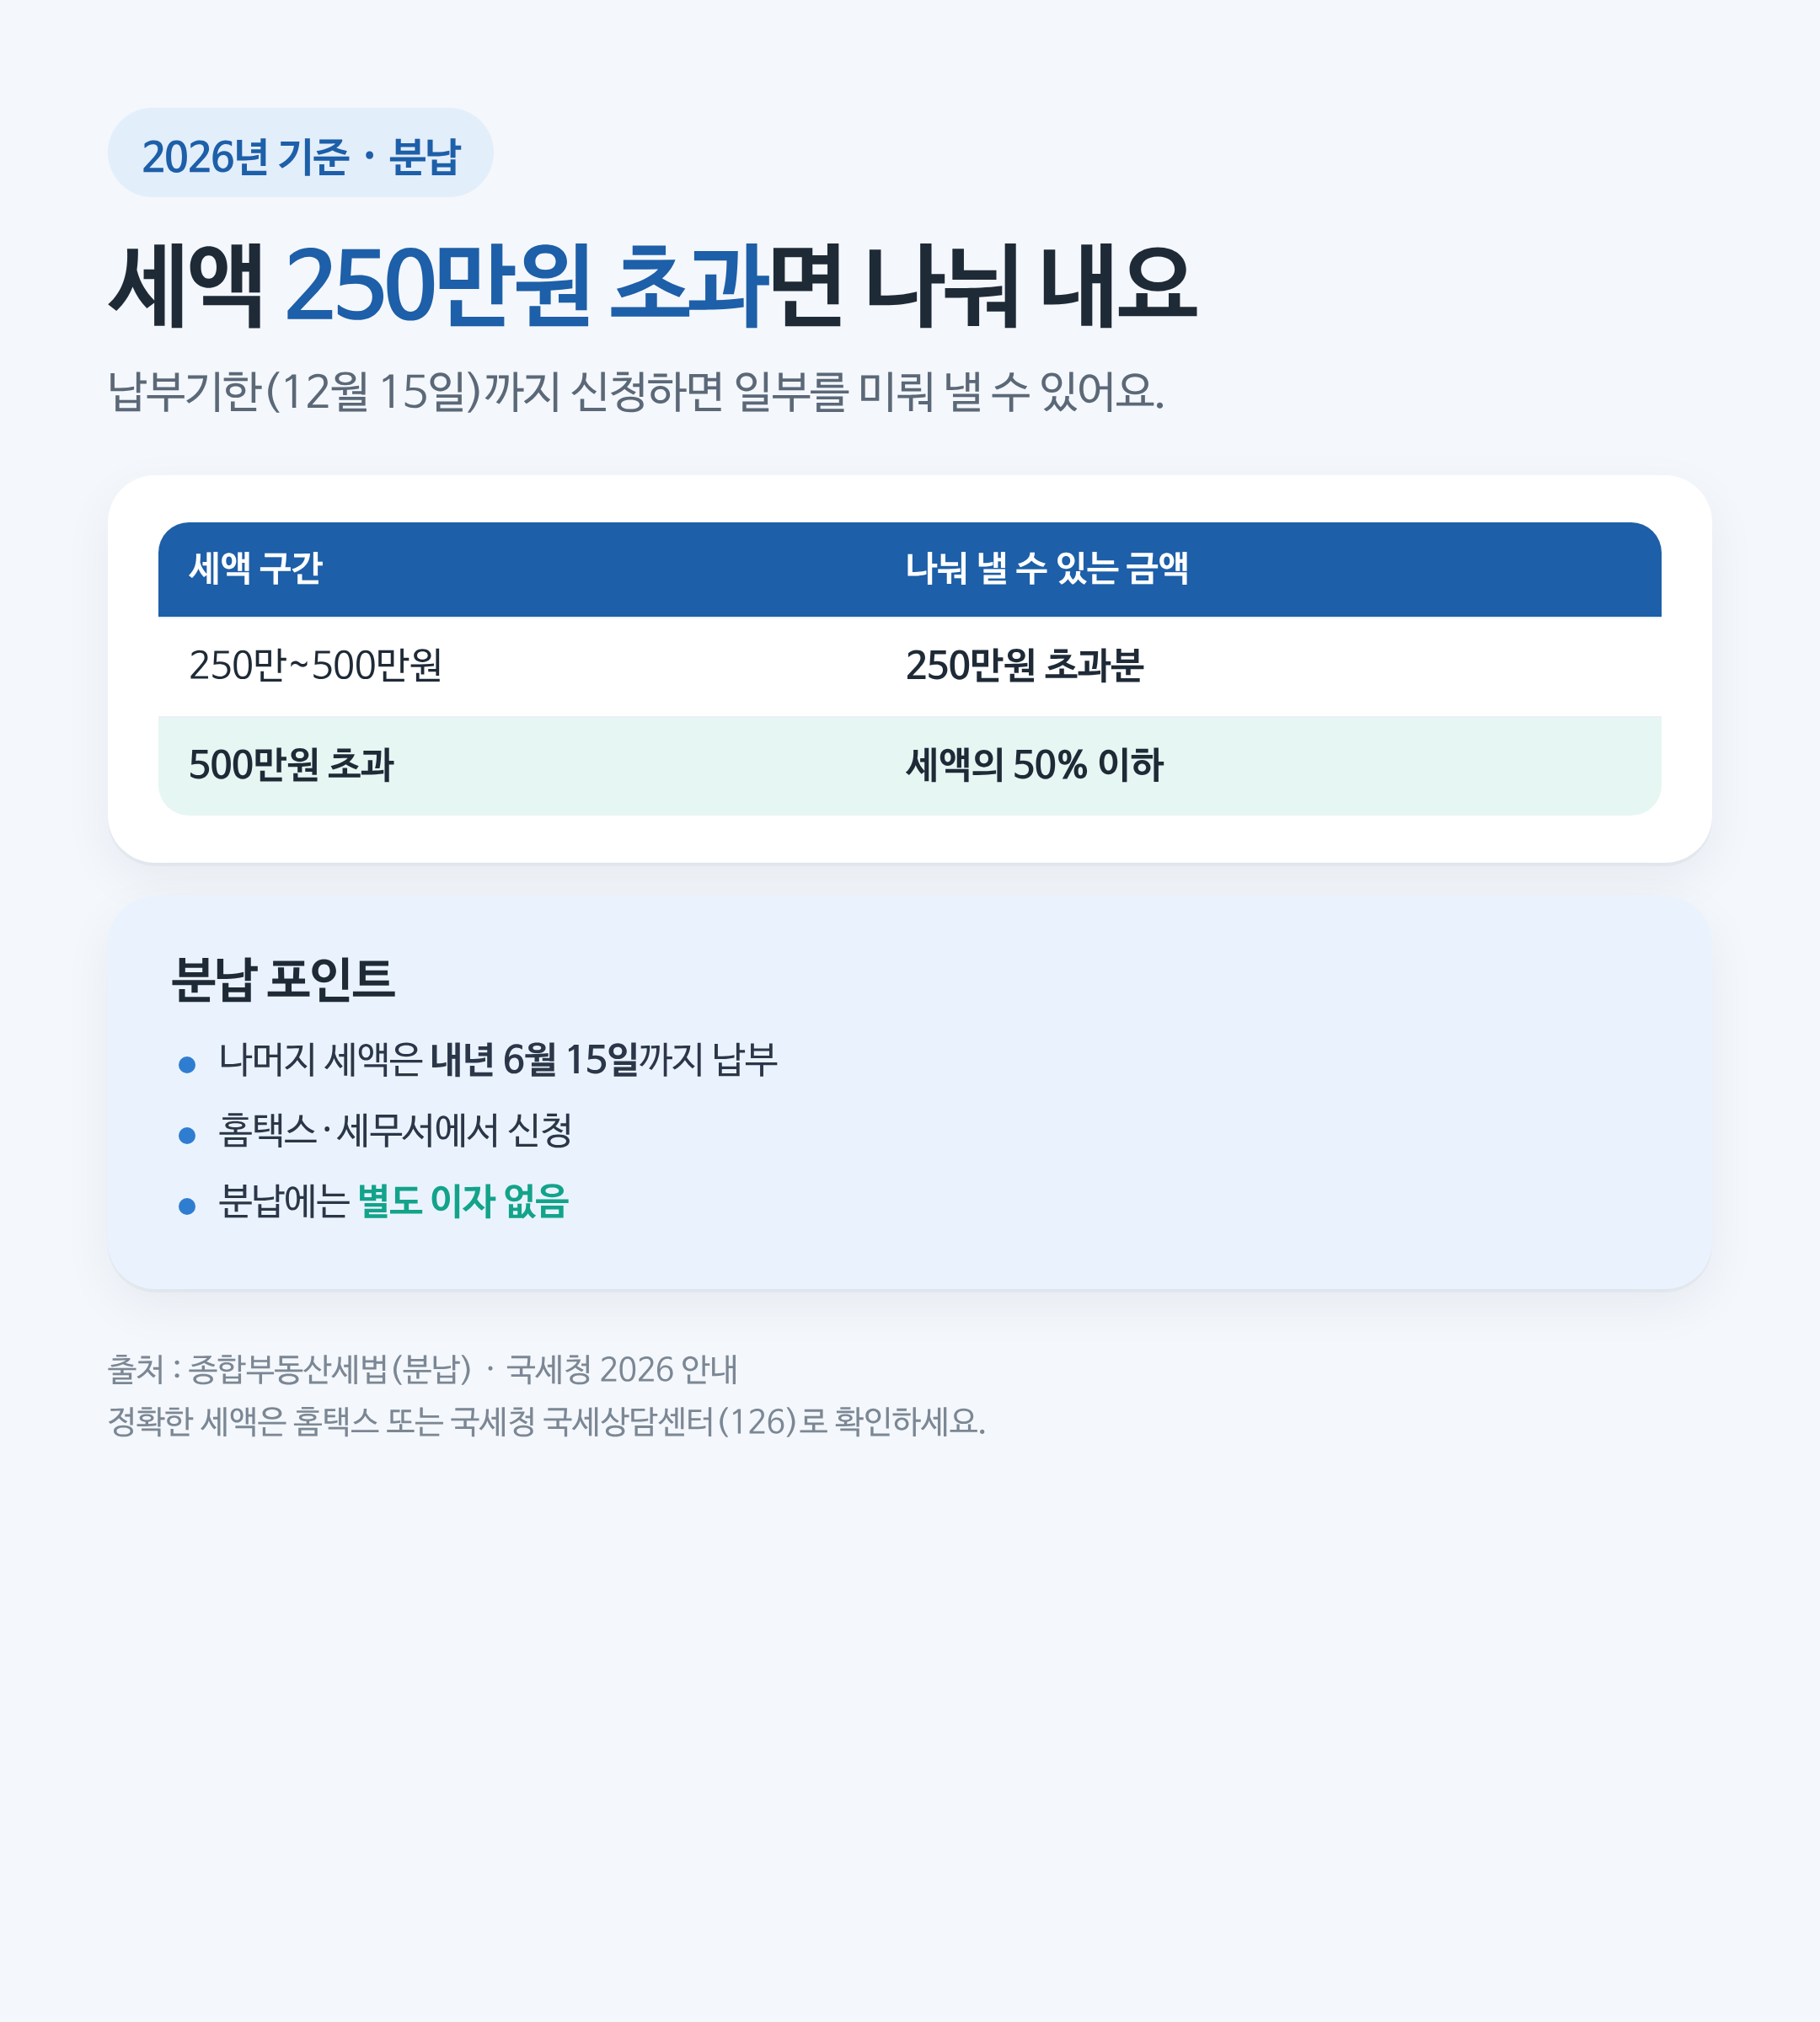 2026년 기준 · 분납
세액 250만원 초과면 나눠 내요
납부기한(12월 15일)까지 신청하면 일부를 미뤄 낼 수 있어요.
세액 구간 나눠 낼 수 있는 금액
250만~500만원 250만원 초과분
500만원 초과 세액의 50% 이하
분납 포인트
나머지 세액은 내년 6월 15일까지 납부
홈택스·세무서에서 신청
분납에는 별도 이자 없음
출처 : 종합부동산세법(분납) · 국세청 2026 안내
정확한 세액은 홈택스 또는 국세청 국세상담센터(126)로 확인하세요.